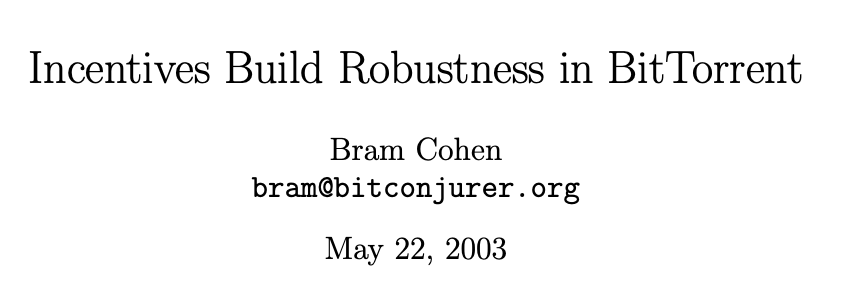 Incentives Build Robustness in BitTorrent
Bram Cohen
bram@bitconjurer.org
May 22, 2003